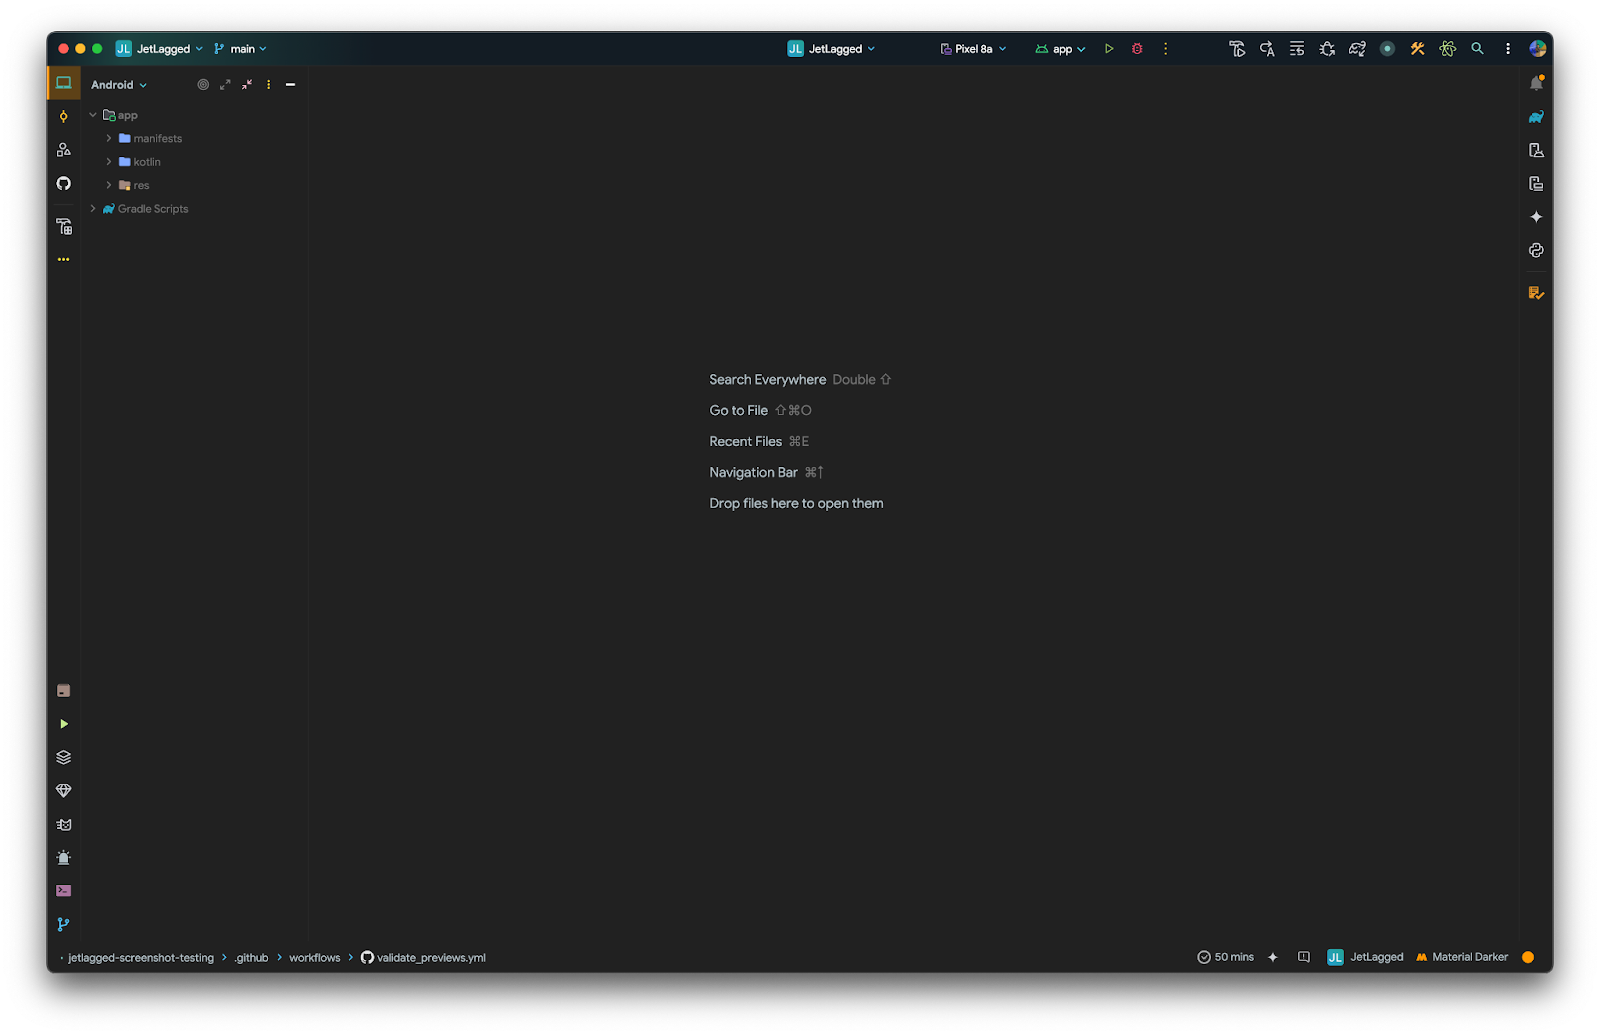 JL JetLagged main JL JetLagged Pixel 8a app
Android
app
manifests
kotlin
res
Gradle Scripts
Search Everywhere Double ⇧
Go to File ⇧⌘O
Recent Files ⌘E
Navigation Bar ⌘↑
Drop files here to open them
jetlagged-screenshot-testing > .github > workflows > validate_previews.yml 50 mins JL JetLagged Material Darker